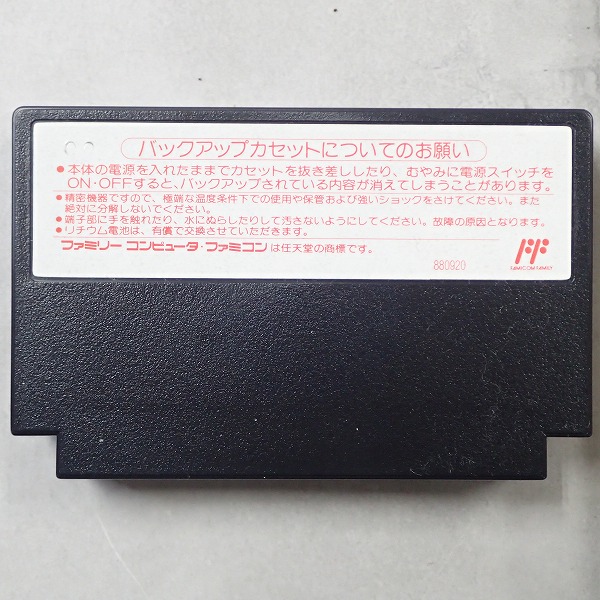 バックアップカセットについてのお願い
●本体の電源を入れたままでカセットを抜き差ししたり、むやみに電源スイッチを
ON・OFFすると、バックアップされている内容が消えてしまうことがあります。
●精密機器ですので、極端な温度条件下での使用や保管および強いショックをさけてください。また
絶対に分解しないでください。
●端子部に手を触れたり、水にぬらしたりして汚さないようにしてください。故障の原因となります。
●リチウム電池は、有償で交換させていただきます。
ファミリーコンピュータ・ファミコンは任天堂の商標です。
880920
FAMICOM FAMILY